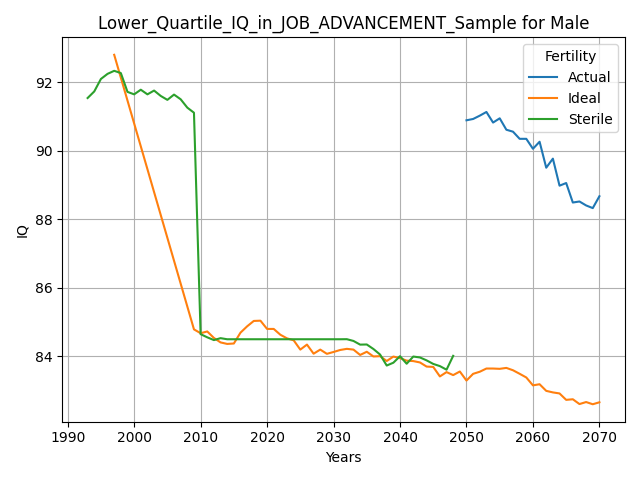 Lower_Quartile_IQ_in_JOB_ADVANCEMENT_Sample for Male
Fertility
Actual
Ideal
Sterile
IQ
92
90
88
86
84
1990
2000
2010
2020
2030
2040
2050
2060
2070
Years